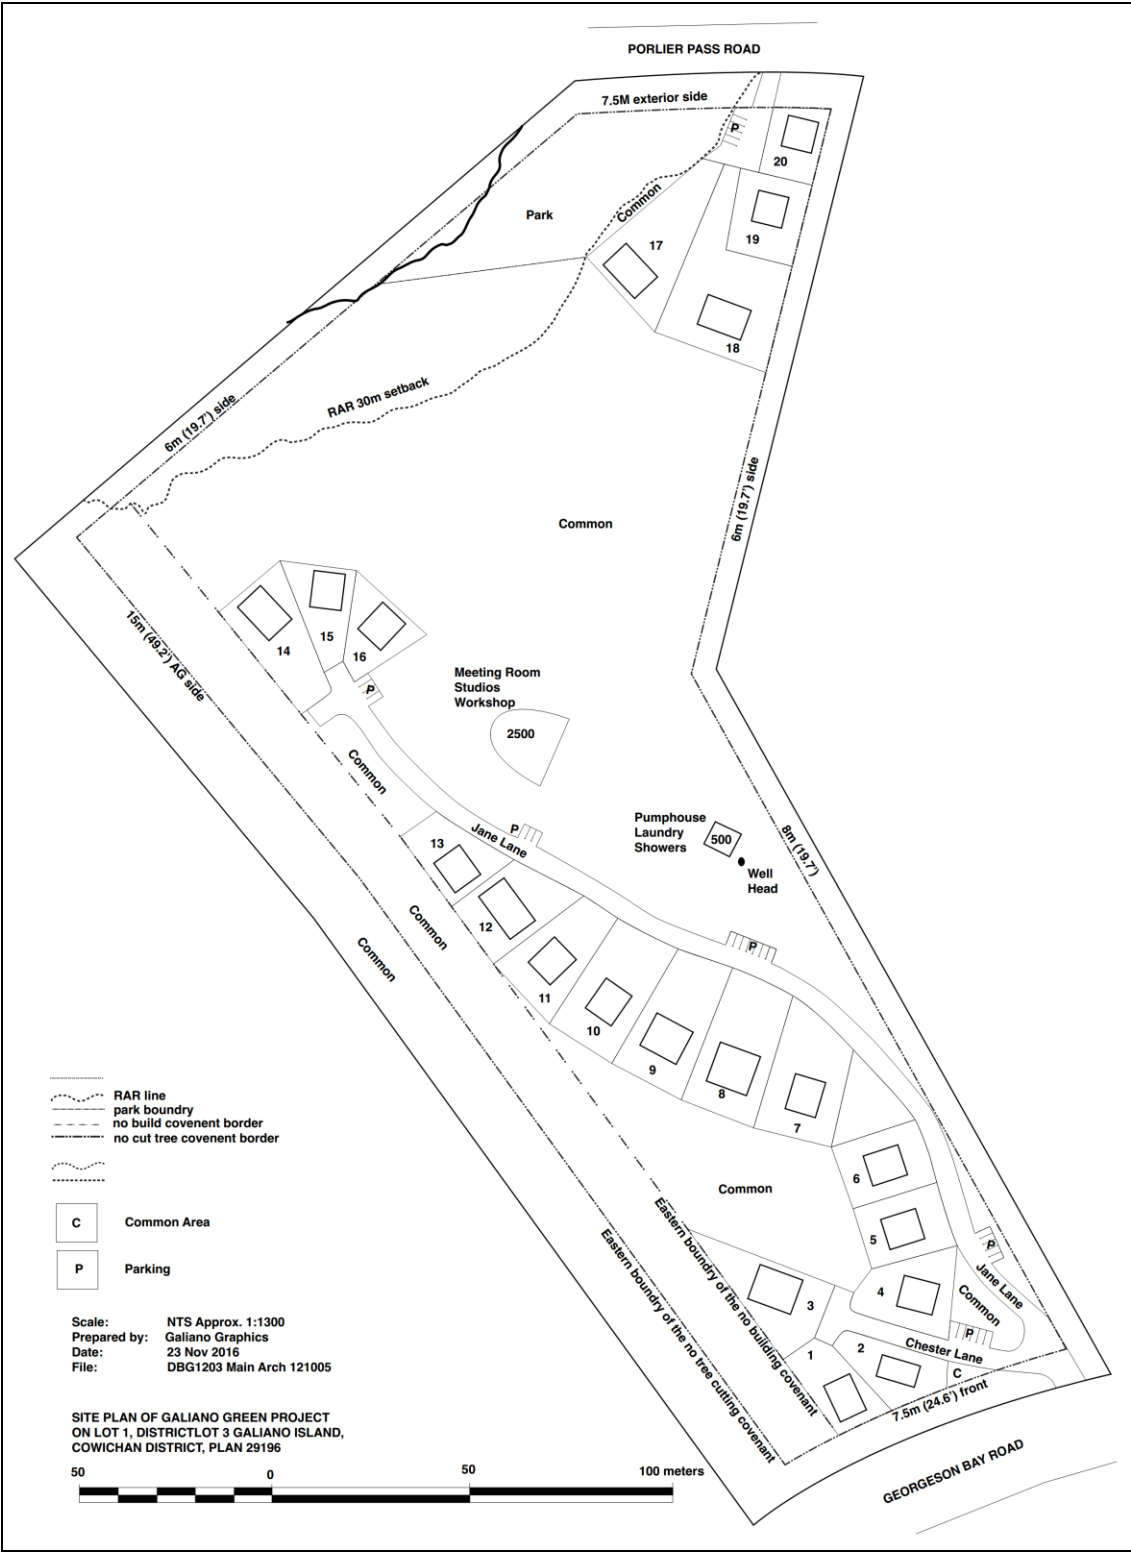 PORLIER PASS ROAD
7.5M exterior side
P
20
Park
Common
19
17
18
RAR 30m setback
6m (19.7') side
6m (19.7') side
Common
15m (49.2') AG side
14
15
16
P
Meeting Room
Studios
Workshop
2500
Common
Jane Lane
P
13
Pumphouse
Laundry
Showers
500
Well
Head
8m (19.7')
12
Common
Common
P
11
10
9
8
7
RAR line
park boundry
no build covenent border
no cut tree covenent border
C
Common Area
P
Parking
6
Common
5
P
Jane Lane
4
Common
3
P
Chester Lane
2
1
C
Eastern boundry of the no building covenant
Eastern boundry of the no tree cutting covenant
7.5m (24.6') front
GEORGESON BAY ROAD
Scale: NTS Approx. 1:1300
Prepared by: Galiano Graphics
Date: 23 Nov 2016
File: DBG1203 Main Arch 121005
SITE PLAN OF GALIANO GREEN PROJECT
ON LOT 1, DISTRICTLOT 3 GALIANO ISLAND,
COWICHAN DISTRICT, PLAN 29196
50 0 50 100 meters